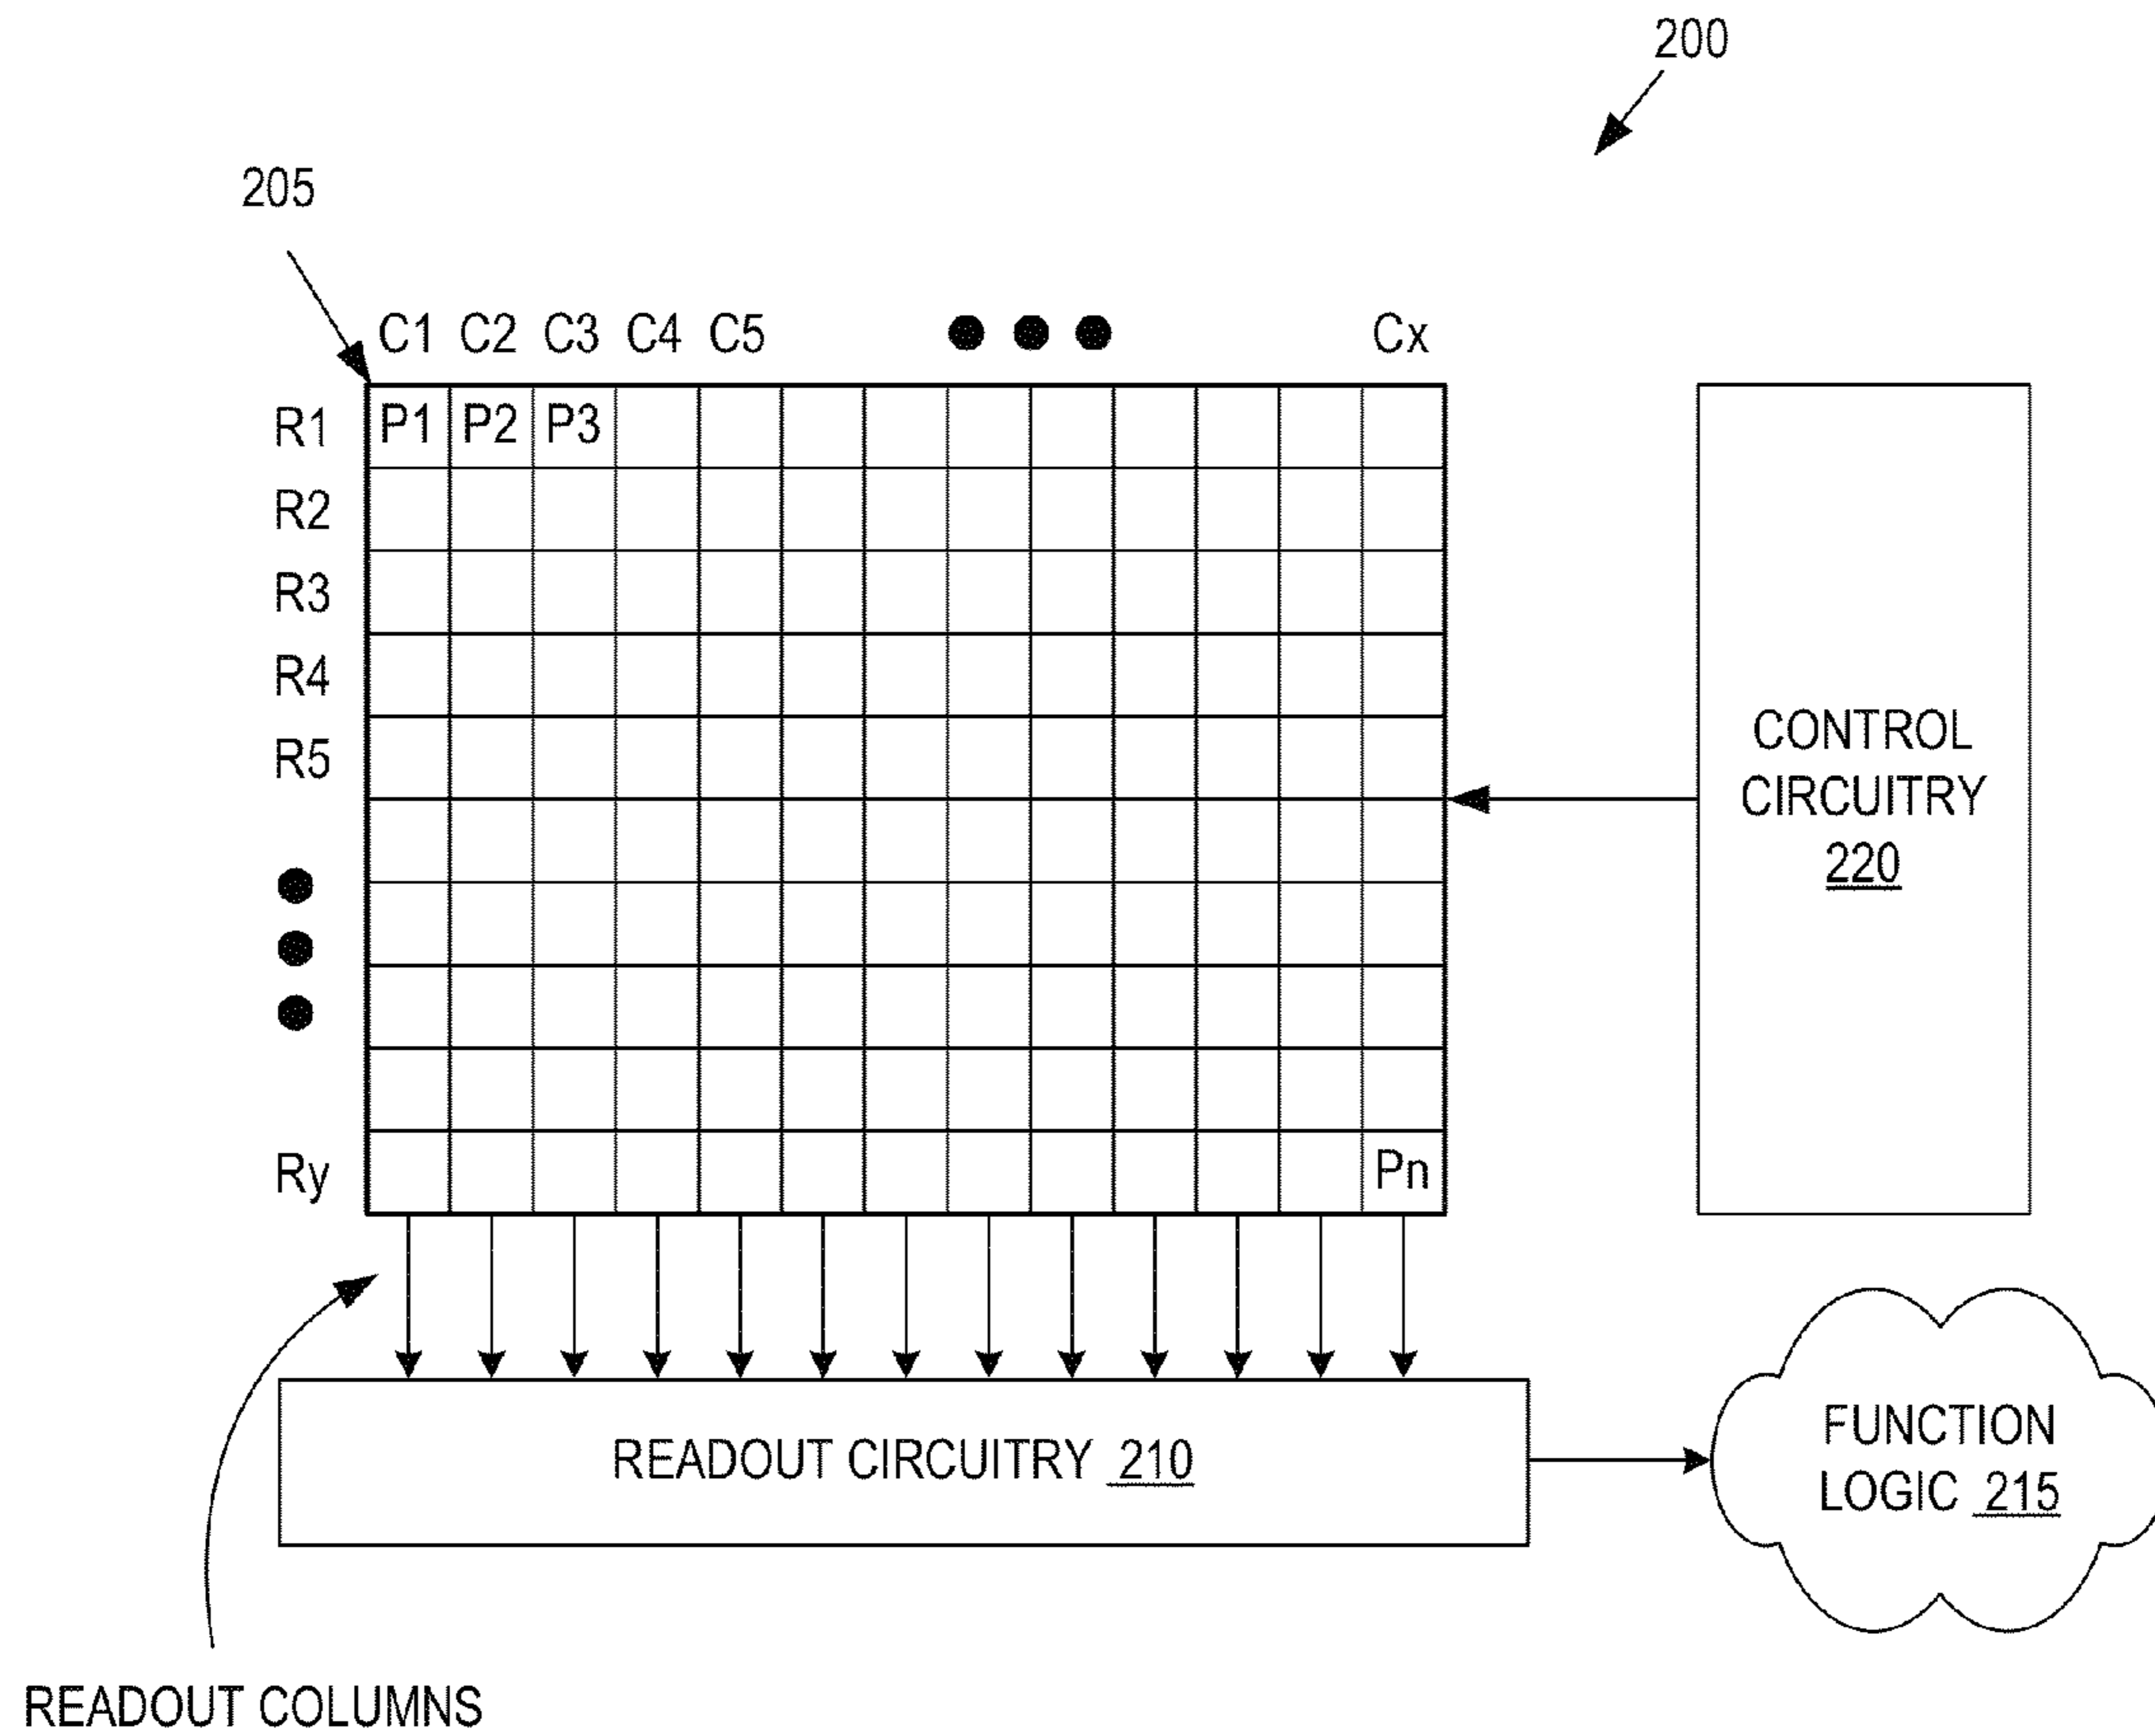 200
205
C1 C2 C3 C4 C5 Cx
R1 P1 P2 P3
R2
R3
R4
R5
CONTROL
CIRCUITRY
220
Ry Pn
READOUT CIRCUITRY 210
FUNCTION
LOGIC 215
READOUT COLUMNS